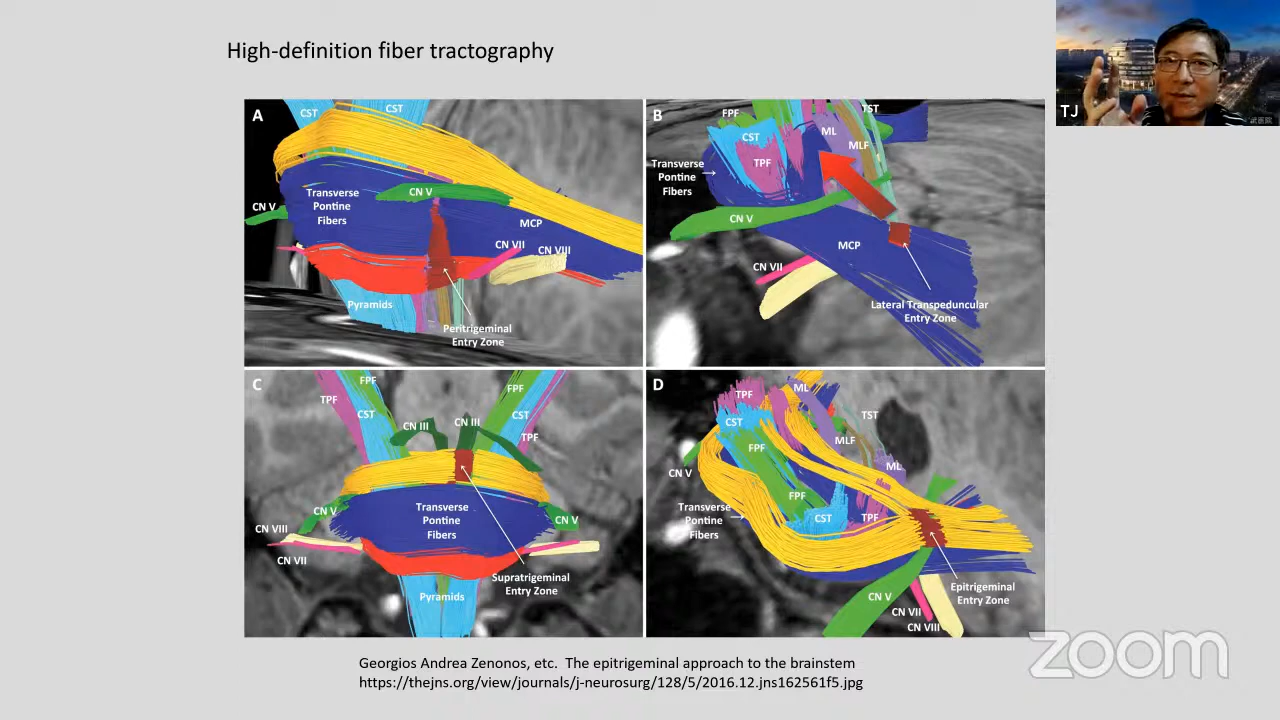 High-definition fiber tractography
TJ
A
CST
CST
Transverse
Pontine
Fibers
CN V
CN V
MCP
CN VII
CN VIII
Pyramids
Peritrigeminal
Entry Zone
B
FPF
TST
CST
ML
MLF
TPF
Transverse
Pontine
Fibers
CN V
MCP
CN VII
Lateral Transpeduncular
Entry Zone
C
FPF
FPF
TPF
CST
CST
CN III
CN III
TPF
CN V
Transverse
Pontine
Fibers
CN V
CN VIII
CN VII
Supratrigeminal
Entry Zone
Pyramids
D
TPF
ML
CST
TST
FPF
MLF
ML
CN V
FPF
Transverse
Pontine
Fibers
CST
TPF
Epitrigeminal
Entry Zone
CN V
CN VII
CN VIII
Georgios Andrea Zenonos, etc. The epitrigeminal approach to the brainstem
https://thejns.org/view/journals/j-neurosurg/128/5/2016.12.jns162561f5.jpg
zoom